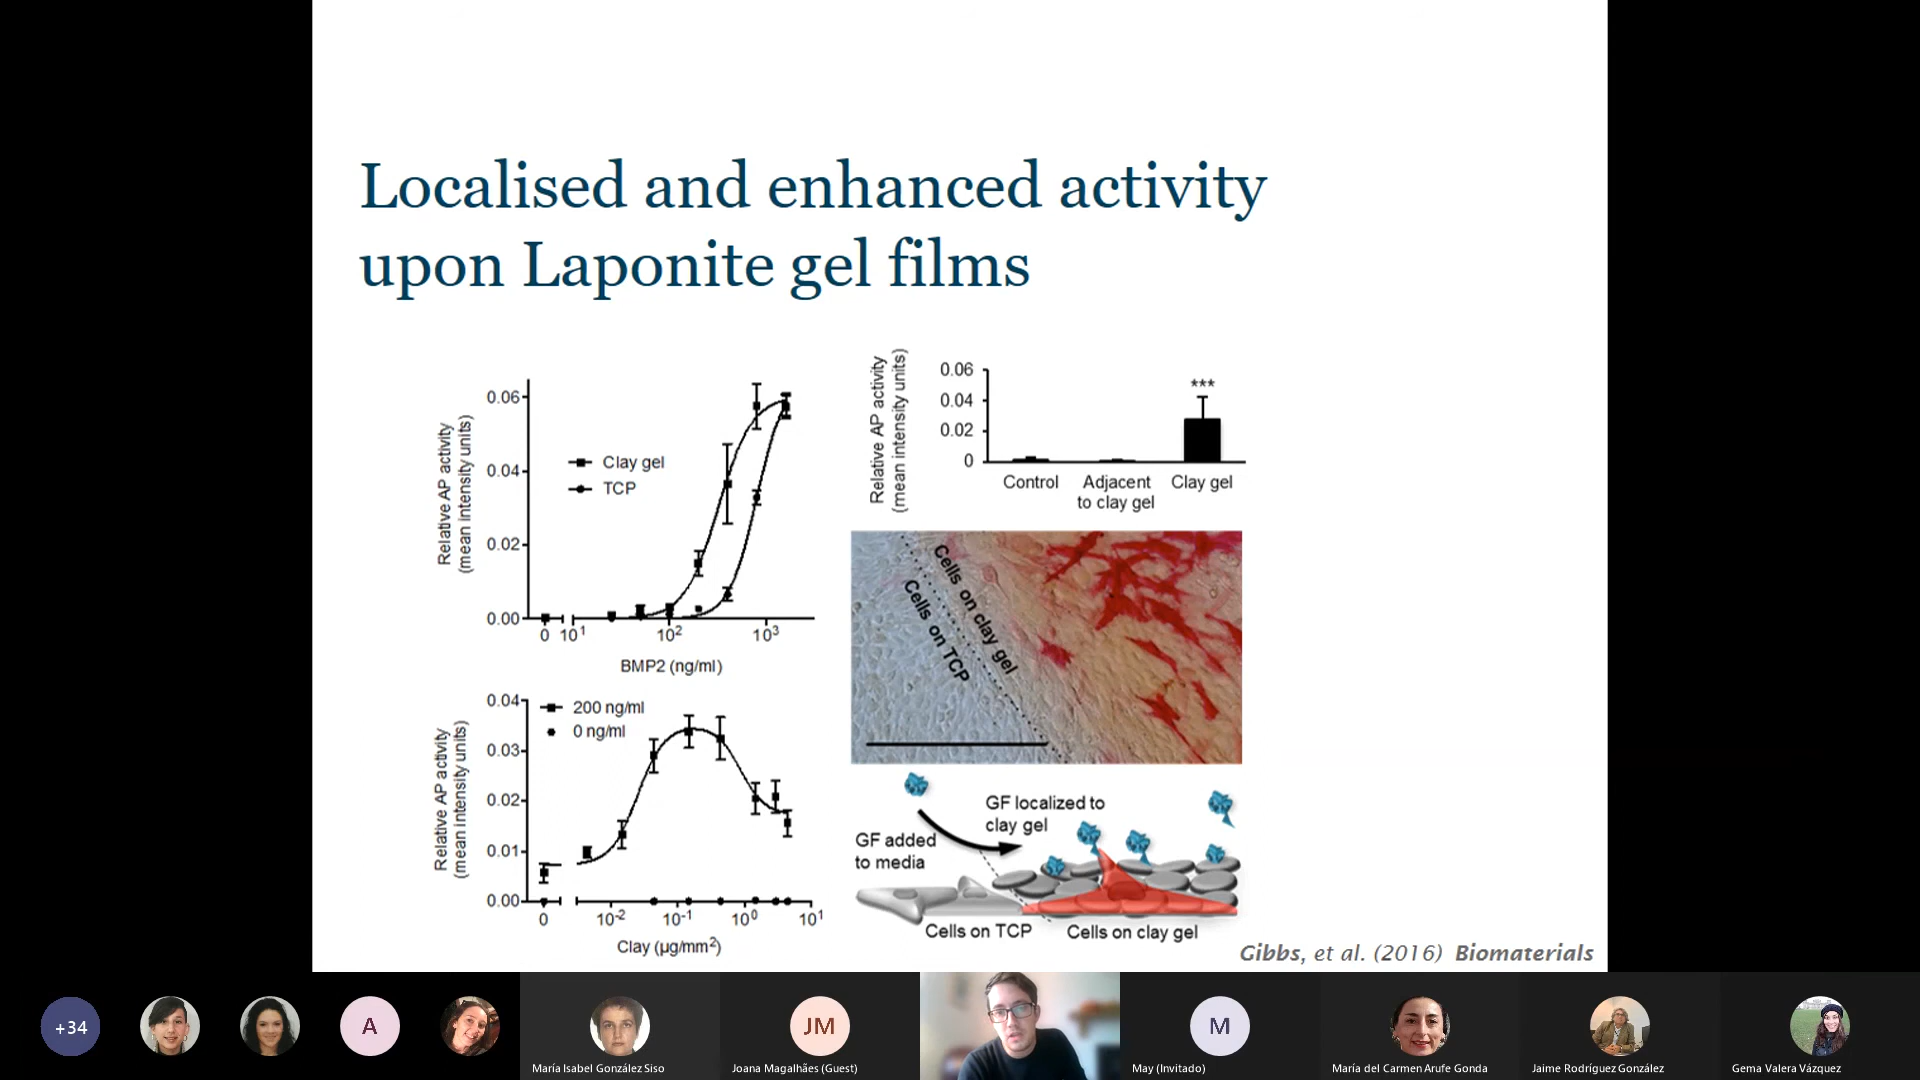 Localised and enhanced activity
upon Laponite gel films
Relative AP activity
(mean intensity units)
0.06
0.04
0.02
0.00
Clay gel
TCP
0 10¹ 10² 10³
BMP2 (ng/ml)
Relative AP activity
(mean intensity units)
0.04
0.03
0.02
0.01
0.00
200 ng/ml
0 ng/ml
0 10⁻² 10⁻¹ 10⁰ 10¹
Clay (µg/mm²)
Relative AP activity
(mean intensity units)
0.06
0.04
0.02
0
***
Control Adjacent Clay gel
to clay gel
Cells on clay gel
Cells on TCP
GF localized to
clay gel
GF added
to media
Cells on TCP Cells on clay gel
Gibbs, et al. (2016) Biomaterials
+34
A
JM
M
María Isabel González Siso
Joana Magalhães (Guest)
May (Invitado)
María del Carmen Arufe Gonda
Jaime Rodríguez González
Gema Valera Vázquez